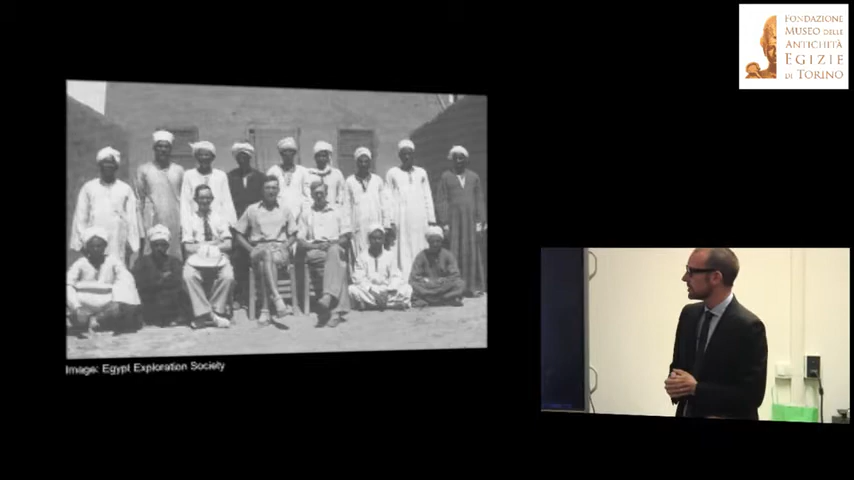 FONDAZIONE
MUSEO DELLE
ANTICHITÀ
EGIZIE
DI TORINO
Image: Egypt Exploration Society